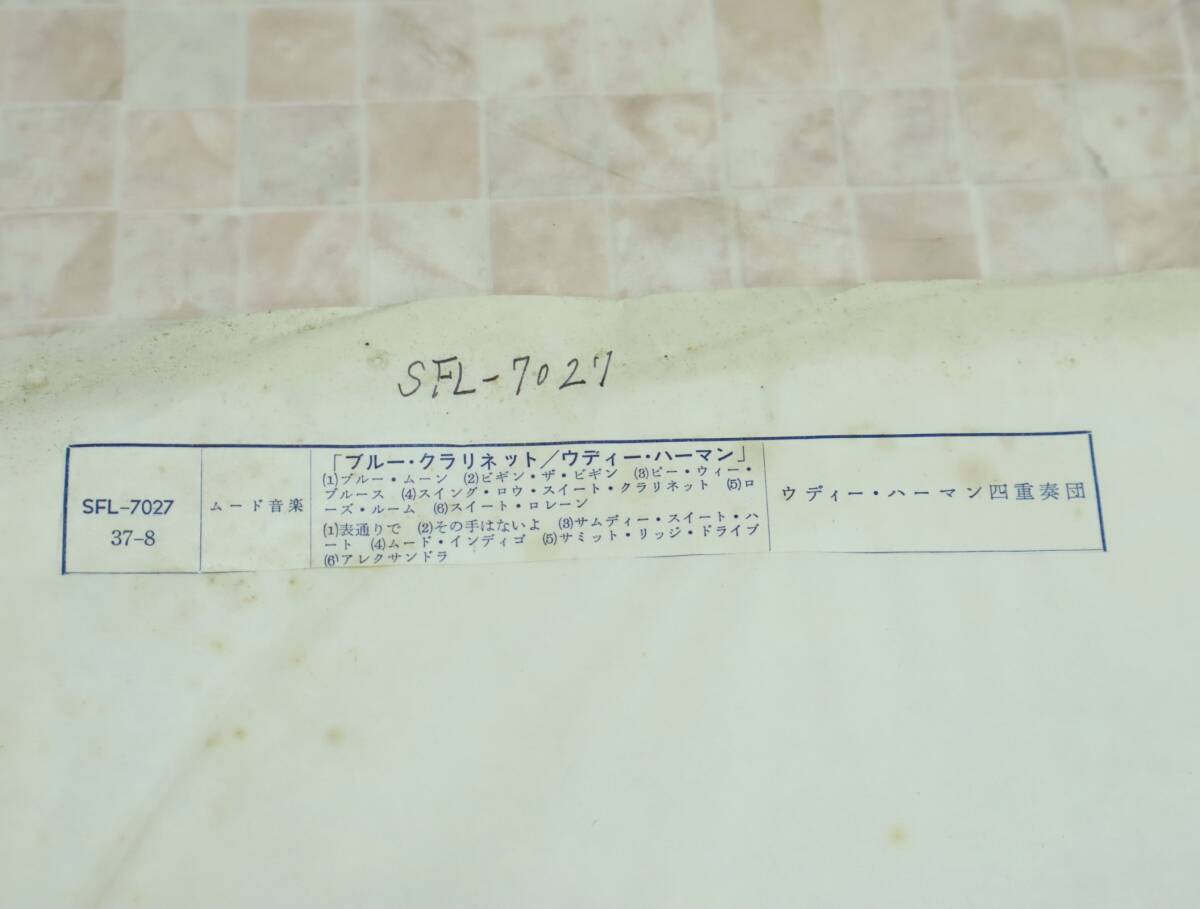 SFL-7027
SFL-7027
37-8
ムード音楽
「ブルー・クラリネット/ウディー・ハーマン」
(1)ブルー・ムーン (2)ビギン・ザ・ビギン (3)ピー・ウィー・
ブルース (4)スイング・ロウ・スイート・クラリネット (5)ロ
ーズ・ルーム (6)スイート・ロレーン
(1)表通りで (2)その手はないよ (3)サムディー・スイート・ハ
ート (4)ムード・インディゴ (5)サミット・リッジ・ドライブ
(6)アレクサンドラ
ウディー・ハーマン四重奏団